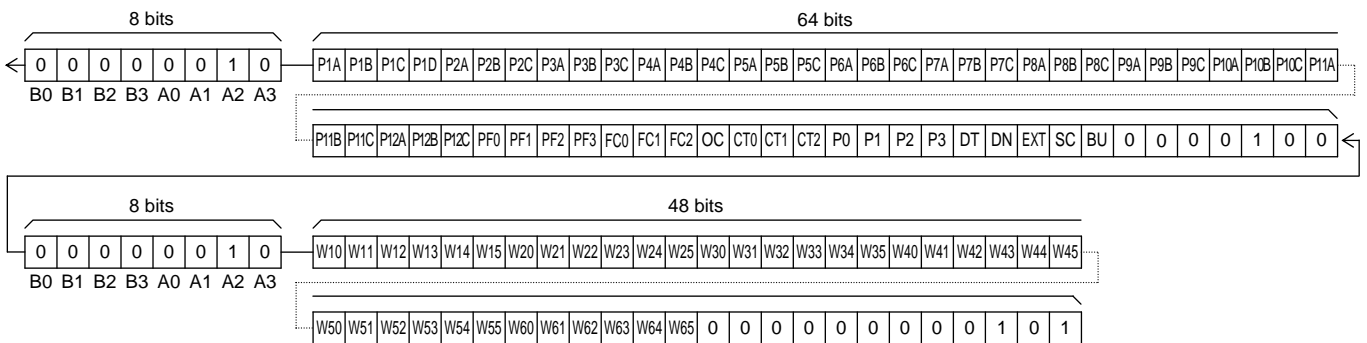 8 bits 64 bits
0 0 0 0 0 0 1 0 P1A P1B P1C P1D P2A P2B P2C P3A P3B P3C P4A P4B P4C P5A P5B P5C P6A P6B P6C P7A P7B P7C P8A P8B P8C P9A P9B P9C P10A P10B P10C P11A
B0 B1 B2 B3 A0 A1 A2 A3
P11B P11C P12A P12B P12C PF0 PF1 PF2 PF3 FC0 FC1 FC2 OC CT0 CT1 CT2 P0 P1 P2 P3 DT DN EXT SC BU 0 0 0 0 1 0 0
8 bits 48 bits
0 0 0 0 0 0 1 0 W10 W11 W12 W13 W14 W15 W20 W21 W22 W23 W24 W25 W30 W31 W32 W33 W34 W35 W40 W41 W42 W43 W44 W45
B0 B1 B2 B3 A0 A1 A2 A3
W50 W51 W52 W53 W54 W55 W60 W61 W62 W63 W64 W65 0 0 0 0 0 0 0 0 0 1 0 1